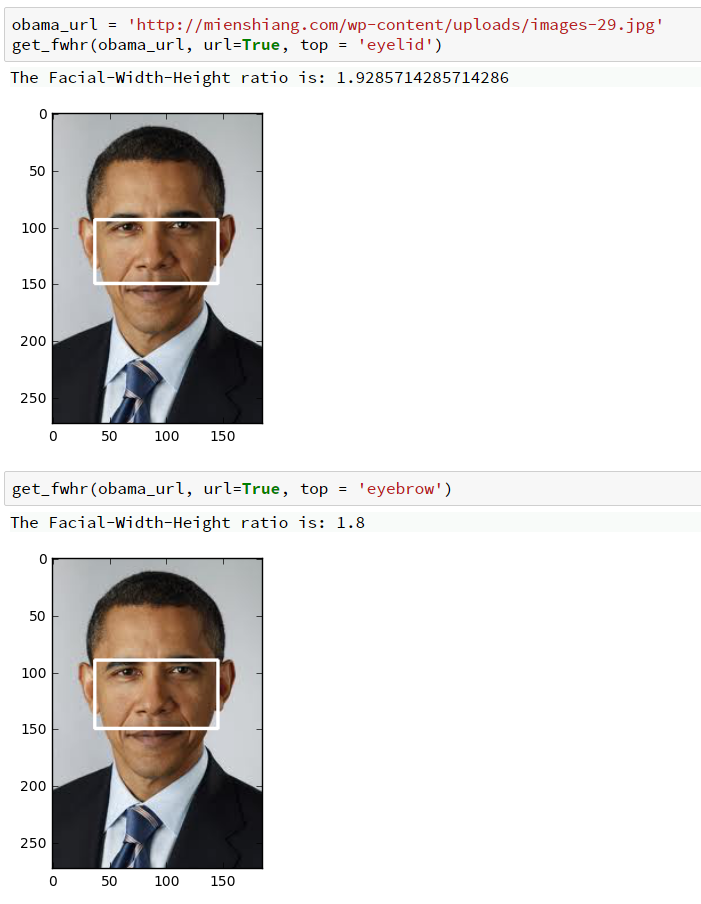 obama_url = 'http://mienshiang.com/wp-content/uploads/images-29.jpg'
get_fwhr(obama_url, url=True, top = 'eyelid')
The Facial-Width-Height ratio is: 1.9285714285714286
0
50
100
150
200
250
0 50 100 150
get_fwhr(obama_url, url=True, top = 'eyebrow')
The Facial-Width-Height ratio is: 1.8
0
50
100
150
200
250
0 50 100 150